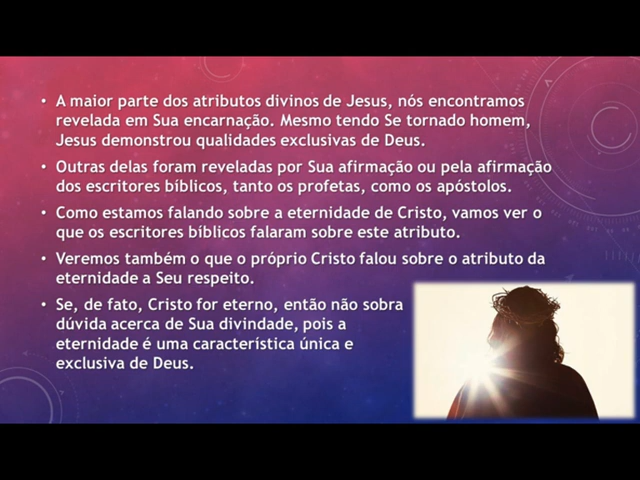 • A maior parte dos atributos divinos de Jesus, nós encontramos
revelada em Sua encarnação. Mesmo tendo Se tornado homem,
Jesus demonstrou qualidades exclusivas de Deus.
• Outras delas foram reveladas por Sua afirmação ou pela afirmação
dos escritores bíblicos, tanto os profetas, como os apóstolos.
• Como estamos falando sobre a eternidade de Cristo, vamos ver o
que os escritores bíblicos falaram sobre este atributo.
• Veremos também o que o próprio Cristo falou sobre o atributo da
eternidade a Seu respeito.
• Se, de fato, Cristo for eterno, então não sobra
dúvida acerca de Sua divindade, pois a
eternidade é uma característica única e
exclusiva de Deus.